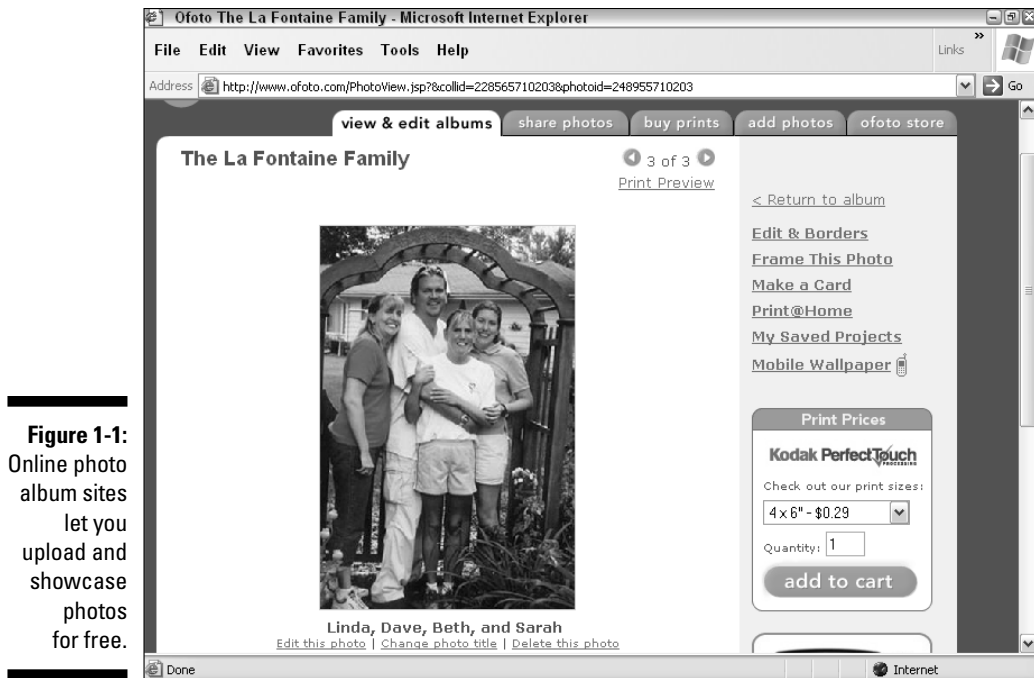 Ofoto The La Fontaine Family - Microsoft Internet Explorer
File Edit View Favorites Tools Help
Links »
Address http://www.ofoto.com/PhotoView.jsp?&collid=228565710203&photoid=248955710203
Go
view & edit albums
share photos
buy prints
add photos
ofoto store
The La Fontaine Family
3 of 3
Print Preview
< Return to album
Edit & Borders
Frame This Photo
Make a Card
Print@Home
My Saved Projects
Mobile Wallpaper
Print Prices
Kodak PerfectTouch
PROCESSING
Check out our print sizes:
4 x 6" - $0.29
Quantity: 1
add to cart
Linda, Dave, Beth, and Sarah
Edit this photo | Change photo title | Delete this photo
Done
Internet
Figure 1-1:
Online photo
album sites
let you
upload and
showcase
photos
for free.